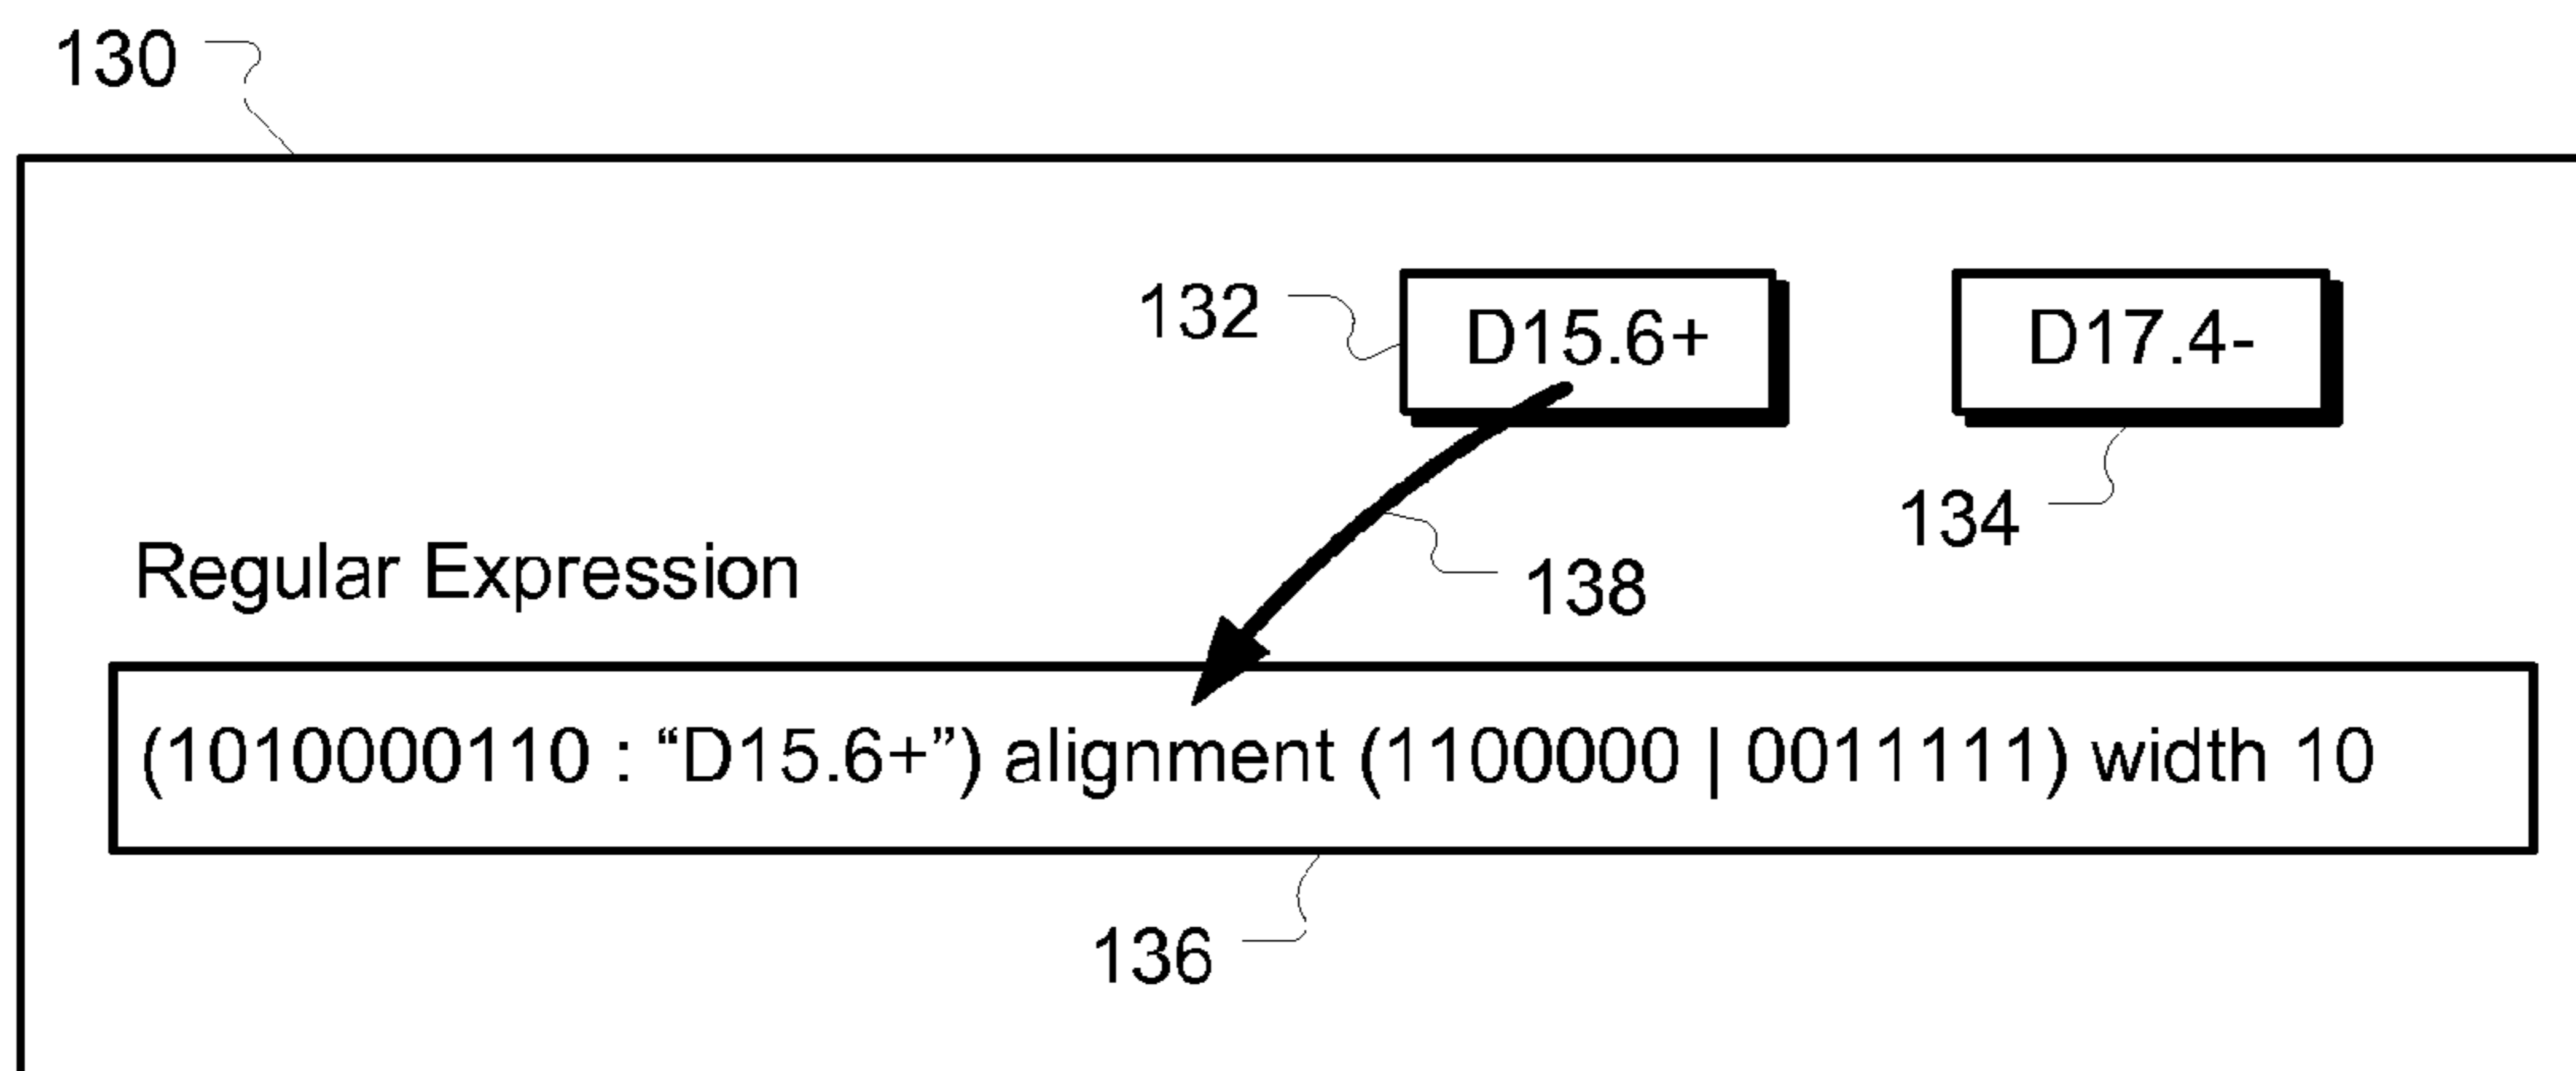 130
132
D15.6+
D17.4-
134
138
Regular Expression
(1010000110 : “D15.6+”) alignment (1100000 | 0011111) width 10
136